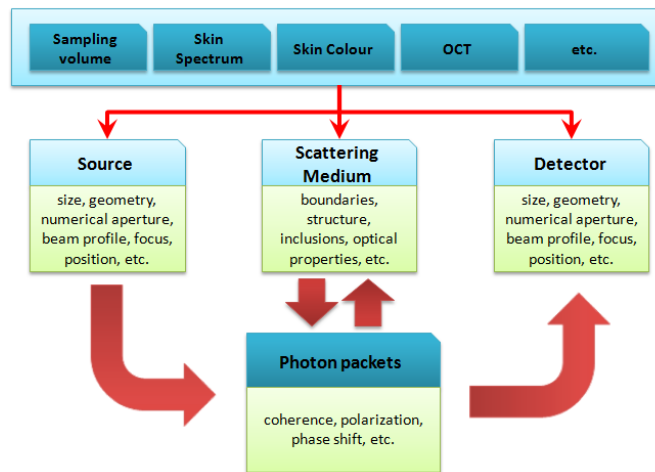 Sampling
volume
Skin
Spectrum
Skin Colour
OCT
etc.
Source
size, geometry,
numerical aperture,
beam profile, focus,
position, etc.
Scattering
Medium
boundaries,
structure,
inclusions, optical
properties, etc.
Detector
size, geometry,
numerical aperture,
beam profile, focus,
position, etc.
Photon packets
coherence, polarization,
phase shift, etc.